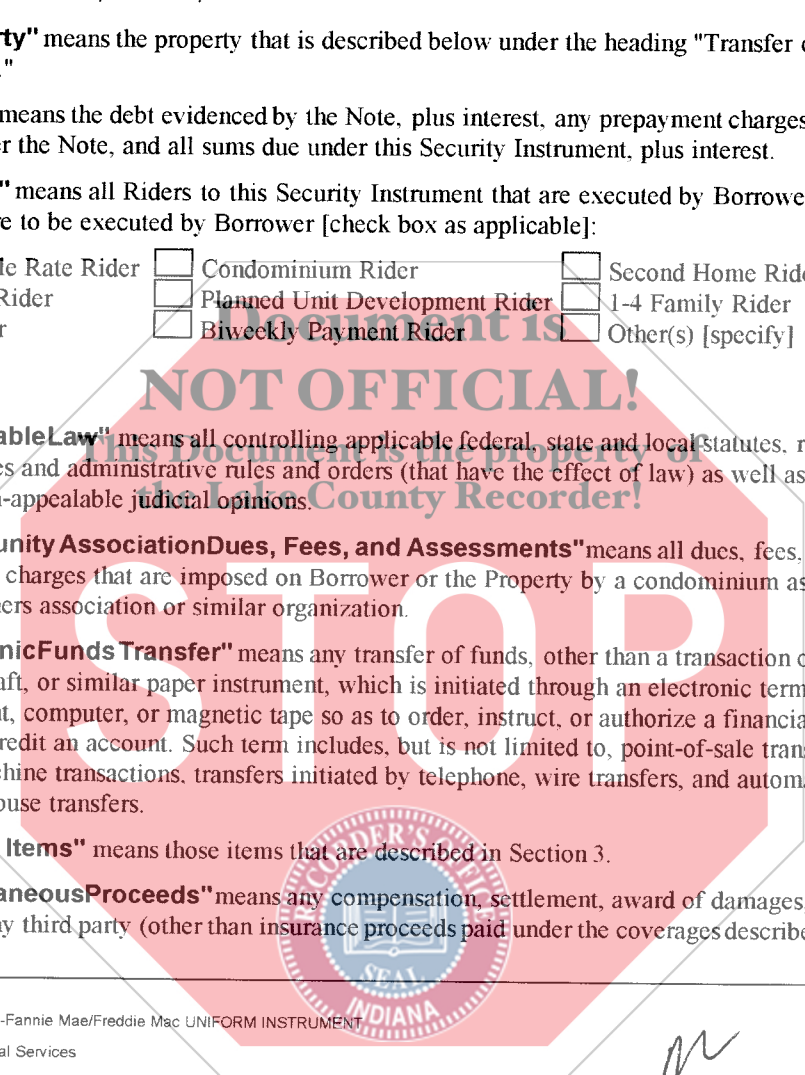 rty" means the property that is described below under the heading "Transfer
."
means the debt evidenced by the Note, plus interest, any prepayment charges
r the Note, and all sums due under this Security Instrument, plus interest.
" means all Riders to this Security Instrument that are executed by Borrowe
e to be executed by Borrower [check box as applicable]:
le Rate Rider Condominium Rider Second Home Ride
Rider Planned Unit Development Rider 1-4 Family Rider
r Biweekly Payment Rider Other(s) [specify]
Document is
NOT OFFICIAL!
This Document is the property of
the Lake County Recorder!
able Law" means all controlling applicable federal, state and local statutes, r
es and administrative rules and orders (that have the effect of law) as well as
-appealable judicial opinions.
unity Association Dues, Fees, and Assessments" means all dues, fees,
charges that are imposed on Borrower or the Property by a condominium as
ers association or similar organization.
nic Funds Transfer" means any transfer of funds, other than a transaction o
aft, or similar paper instrument, which is initiated through an electronic term
t, computer, or magnetic tape so as to order, instruct, or authorize a financia
redit an account. Such term includes, but is not limited to, point-of-sale tran
hine transactions, transfers initiated by telephone, wire transfers, and autom
ouse transfers.
STOP
Items" means those items that are described in Section 3.
aneous Proceeds" means any compensation, settlement, award of damages
y third party (other than insurance proceeds paid under the coverages describe
RECORDER'S OFFICE
SEAL
INDIANA
-Fannie Mae/Freddie Mac UNIFORM INSTRUMENT
al Services